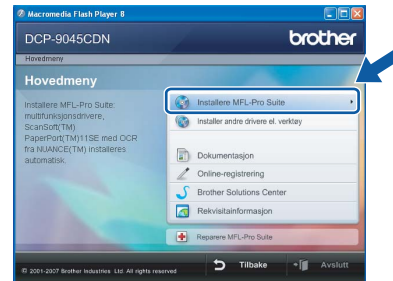 Macromedia Flash Player 8
DCP-9045CDN
brother
Hovedmeny
Hovedmeny
Installere MFL-Pro Suite:
multifunksjonsdrivere,
ScanSoft(TM)
PaperPort(TM)11SE med OCR
fra NUANCE(TM) installeres
automatisk.
Installere MFL-Pro Suite
Installer andre drivere el. verktøy
Dokumentasjon
Online-registrering
Brother Solutions Center
Rekvisitainformasjon
Reparere MFL-Pro Suite
© 2001-2007 Brother Industries Ltd. All rights reserved
Tilbake
Avslutt